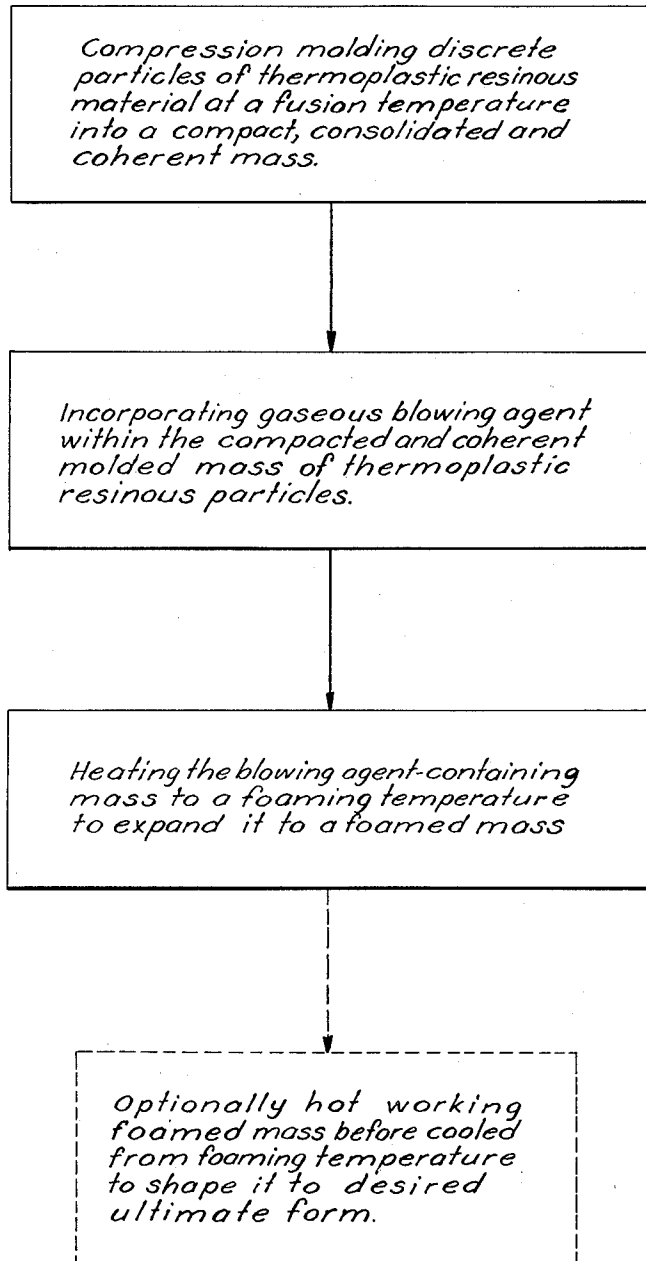 Compression molding discrete
particles of thermoplastic resinous
material at a fusion temperature
into a compact, consolidated and
coherent mass.
Incorporating gaseous blowing agent
within the compacted and coherent
molded mass of thermoplastic
resinous particles.
Heating the blowing agent-containing
mass to a foaming temperature
to expand it to a foamed mass
Optionally hot working
foamed mass before cooled
from foaming temperature
to shape it to desired
ultimate form.